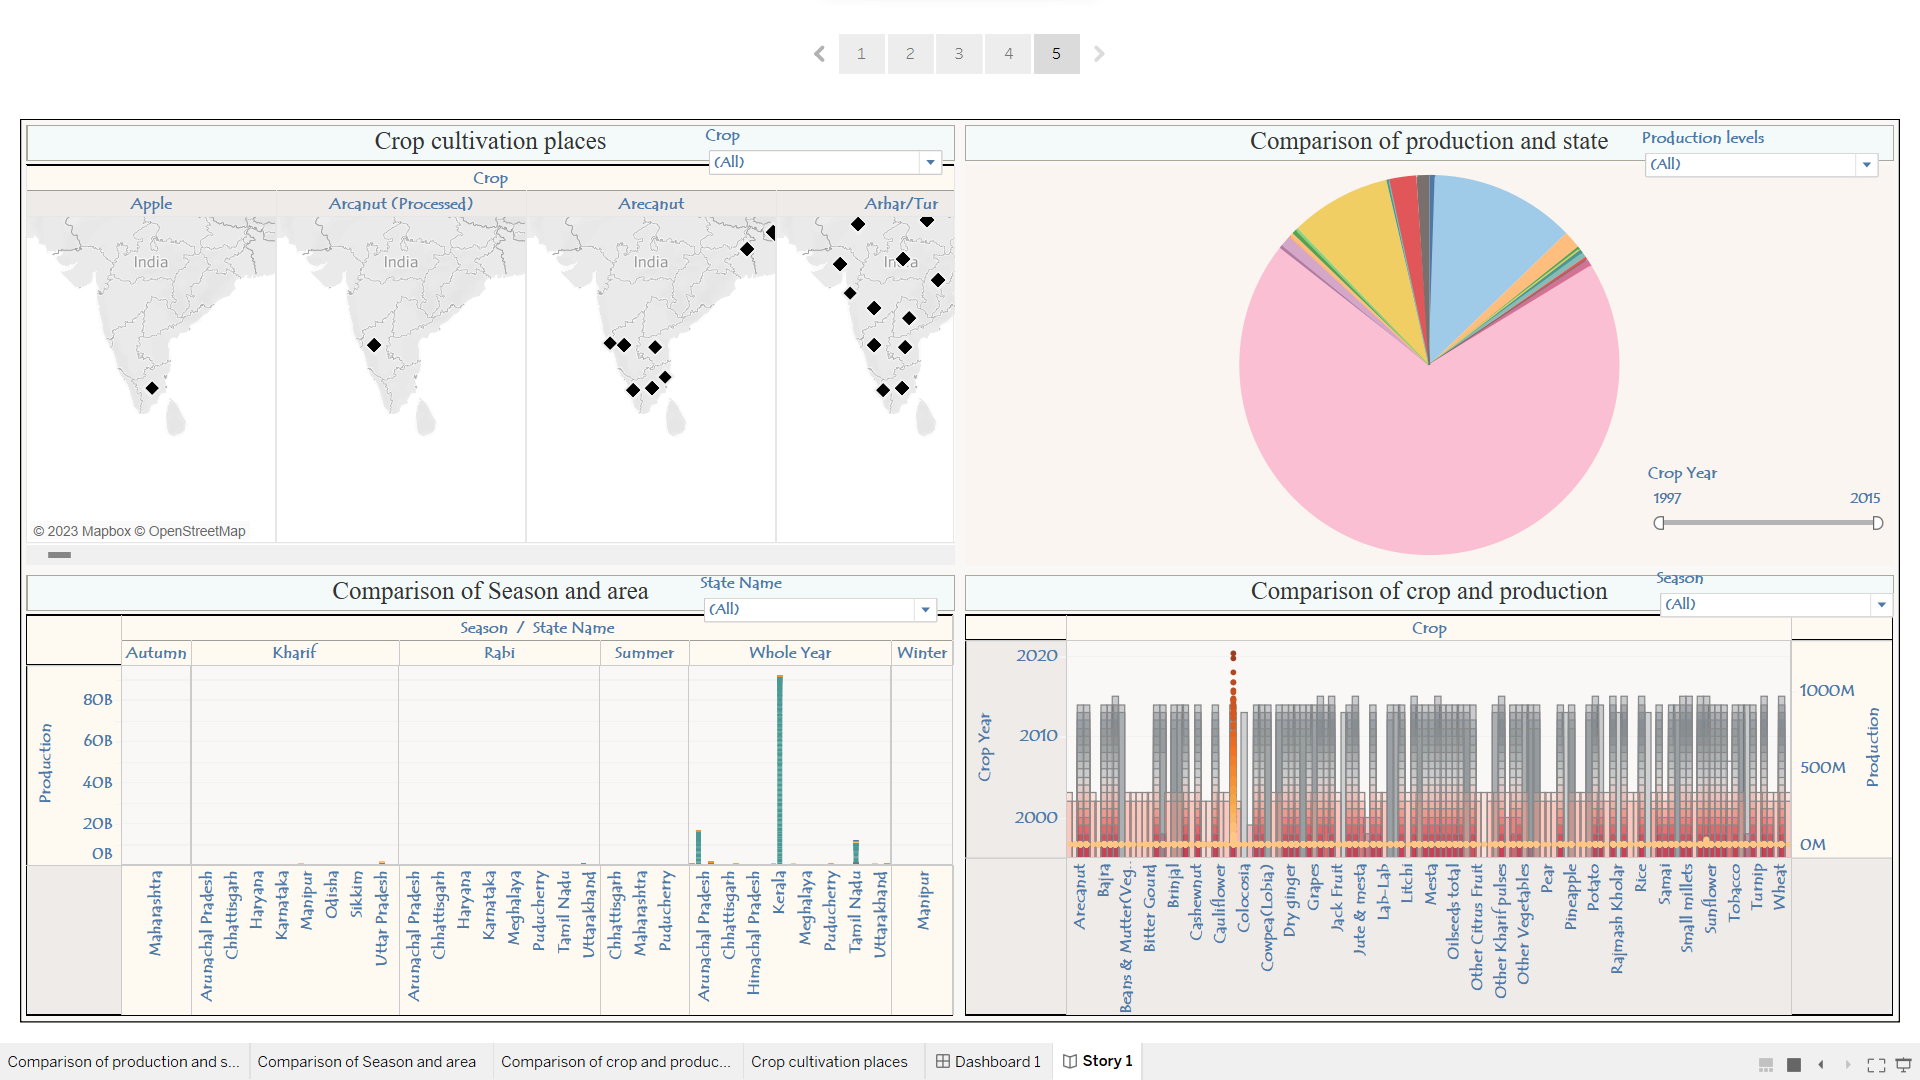 1 2 3 4 5
Crop cultivation places
Crop
(All)
Crop
Apple
Arcanut (Processed)
Arecanut
Arhar/Tur
India
India
India
India
© 2023 Mapbox © OpenStreetMap
Comparison of production and state
Production levels
(All)
Crop Year
1997
2015
Comparison of Season and area
State Name
(All)
Season / State Name
Autumn
Kharif
Rabi
Summer
Whole Year
Winter
Production
80B
60B
40B
20B
0B
Maharashtra
Arunachal Pradesh
Chhattisgarh
Haryana
Karnataka
Manipur
Odisha
Sikkim
Uttar Pradesh
Arunachal Pradesh
Chhattisgarh
Haryana
Karnataka
Meghalaya
Puducherry
Tamil Nadu
Uttarakhand
Chhattisgarh
Maharashtra
Puducherry
Arunachal Pradesh
Chhattisgarh
Himachal Pradesh
Kerala
Meghalaya
Puducherry
Tamil Nadu
Uttarakhand
Manipur
Comparison of crop and production
Season
(All)
Crop
Crop Year
2020
2010
2000
1000M
500M
0M
Production
Arecanut
Bajra
Beans & Mutter(Veg..
Bitter Gourd
Brinjal
Cashewnut
Cauliflower
Colocosia
Cowpea(Lobia)
Dry ginger
Grapes
Jack Fruit
Jute & mesta
Lab-Lab
Litchi
Mesta
Oilseeds total
Other Citrus Fruit
Other Kharif pulses
Other Vegetables
Pear
Pineapple
Potato
Rajmash Kholar
Rice
Samai
Small millets
Sunflower
Tobacco
Turnip
Wheat
Comparison of production and s...
Comparison of Season and area
Comparison of crop and produc...
Crop cultivation places
Dashboard 1
Story 1